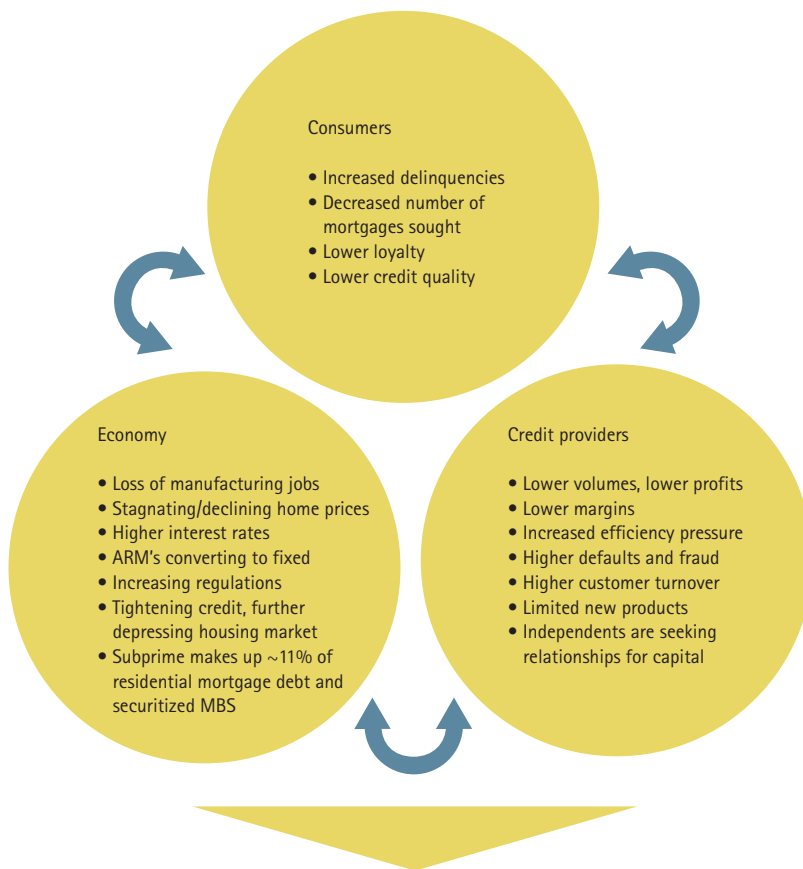 Consumers
• Increased delinquencies
• Decreased number of
mortgages sought
• Lower loyalty
• Lower credit quality
Economy
• Loss of manufacturing jobs
• Stagnating/declining home prices
• Higher interest rates
• ARM's converting to fixed
• Increasing regulations
• Tightening credit, further
depressing housing market
• Subprime makes up ~11% of
residential mortgage debt and
securitized MBS
Credit providers
• Lower volumes, lower profits
• Lower margins
• Increased efficiency pressure
• Higher defaults and fraud
• Higher customer turnover
• Limited new products
• Independents are seeking
relationships for capital